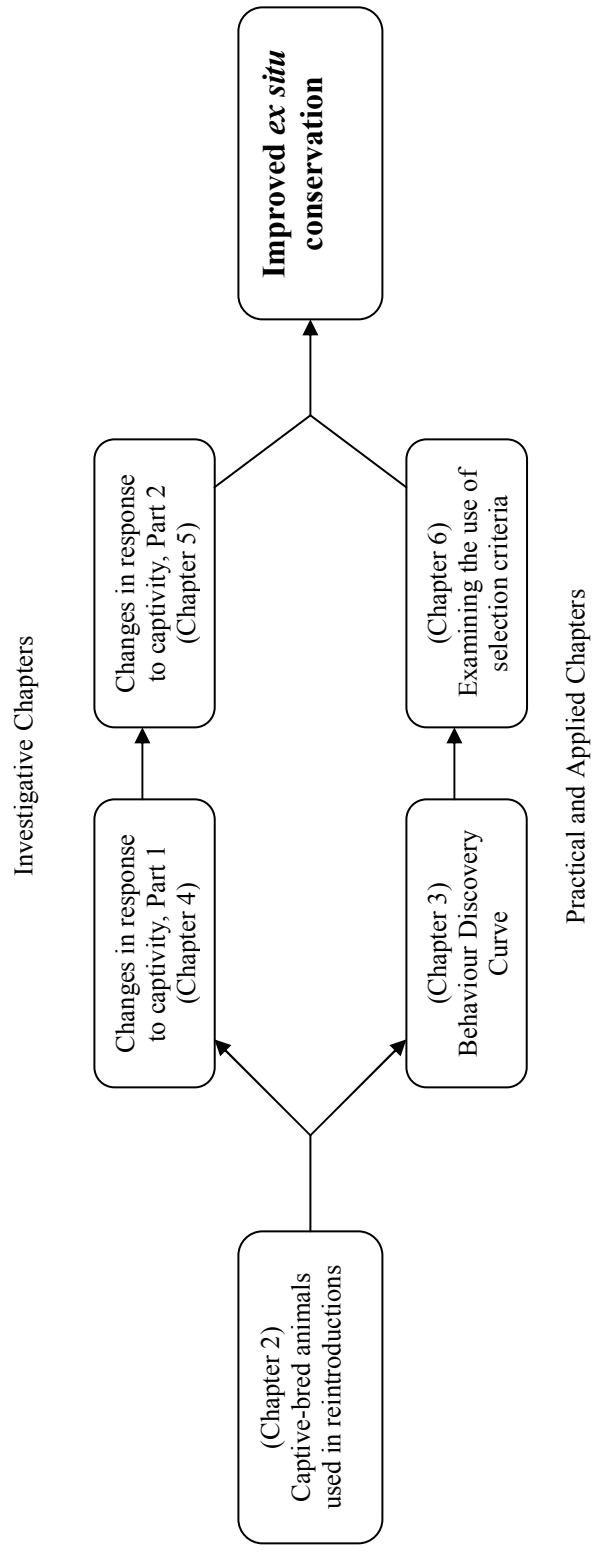 Investigative Chapters
(Chapter 2)
Captive-bred animals
used in reintroductions
Changes in response
to captivity, Part 1
(Chapter 4)
Changes in response
to captivity, Part 2
(Chapter 5)
(Chapter 3)
Behaviour Discovery
Curve
(Chapter 6)
Examining the use of
selection criteria
Improved ex situ
conservation
Practical and Applied Chapters